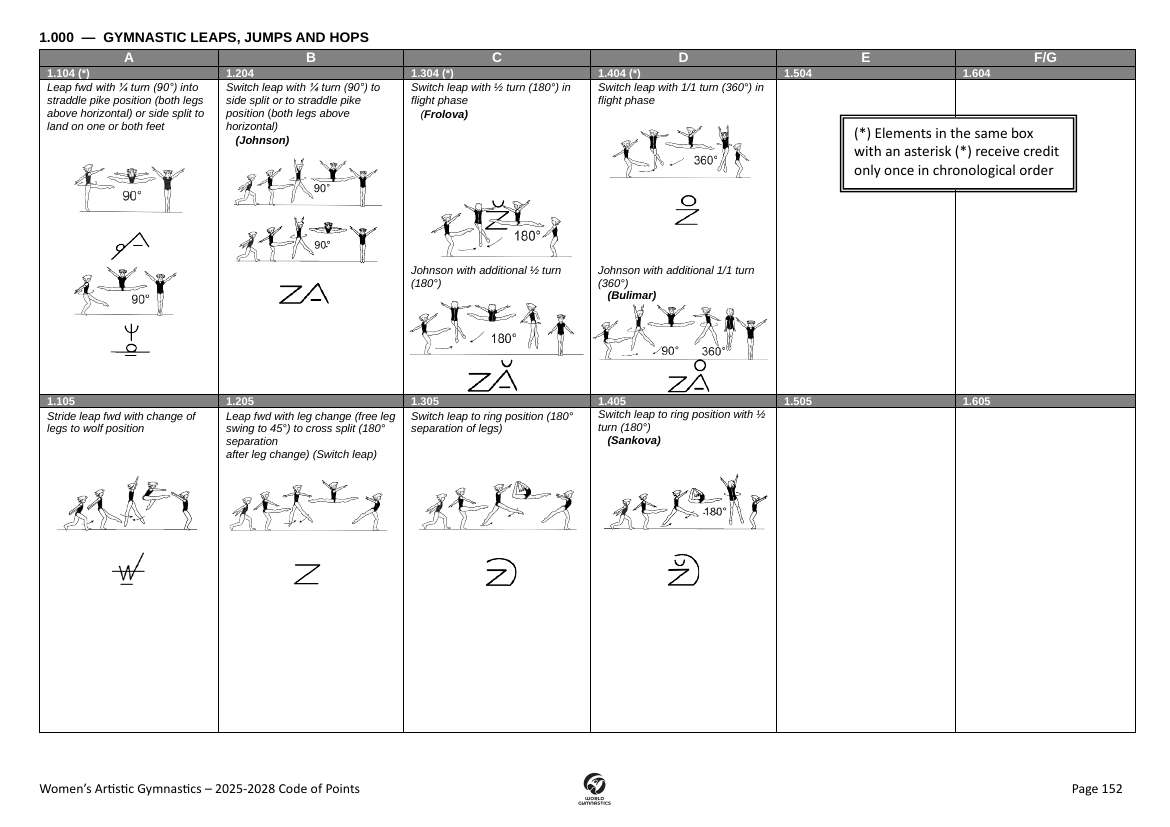 1.000 — GYMNASTIC LEAPS, JUMPS AND HOPS
A B C D E F/G
1.104 (*) 1.204 1.304 (*) 1.404 (*) 1.504 1.604
Leap fwd with ¼ turn (90°) into
straddle pike position (both legs
above horizontal) or side split to
land on one or both feet
90°
90°
Switch leap with ¼ turn (90°) to
side split or to straddle pike
position (both legs above
horizontal)
(Johnson)
90°
90°
Switch leap with ½ turn (180°) in
flight phase
(Frolova)
180°
Johnson with additional ½ turn
(180°)
180°
Switch leap with 1/1 turn (360°) in
flight phase
360°
Johnson with additional 1/1 turn
(360°)
(Bulimar)
90° 360°
(*) Elements in the same box
with an asterisk (*) receive credit
only once in chronological order
1.105 1.205 1.305 1.405 1.505 1.605
Stride leap fwd with change of
legs to wolf position
Leap fwd with leg change (free leg
swing to 45°) to cross split (180°
separation
after leg change) (Switch leap)
Switch leap to ring position (180°
separation of legs)
Switch leap to ring position with ½
turn (180°)
(Sankova)
180°
Women's Artistic Gymnastics – 2025-2028 Code of Points
WORLD
GYMNASTICS
Page 152